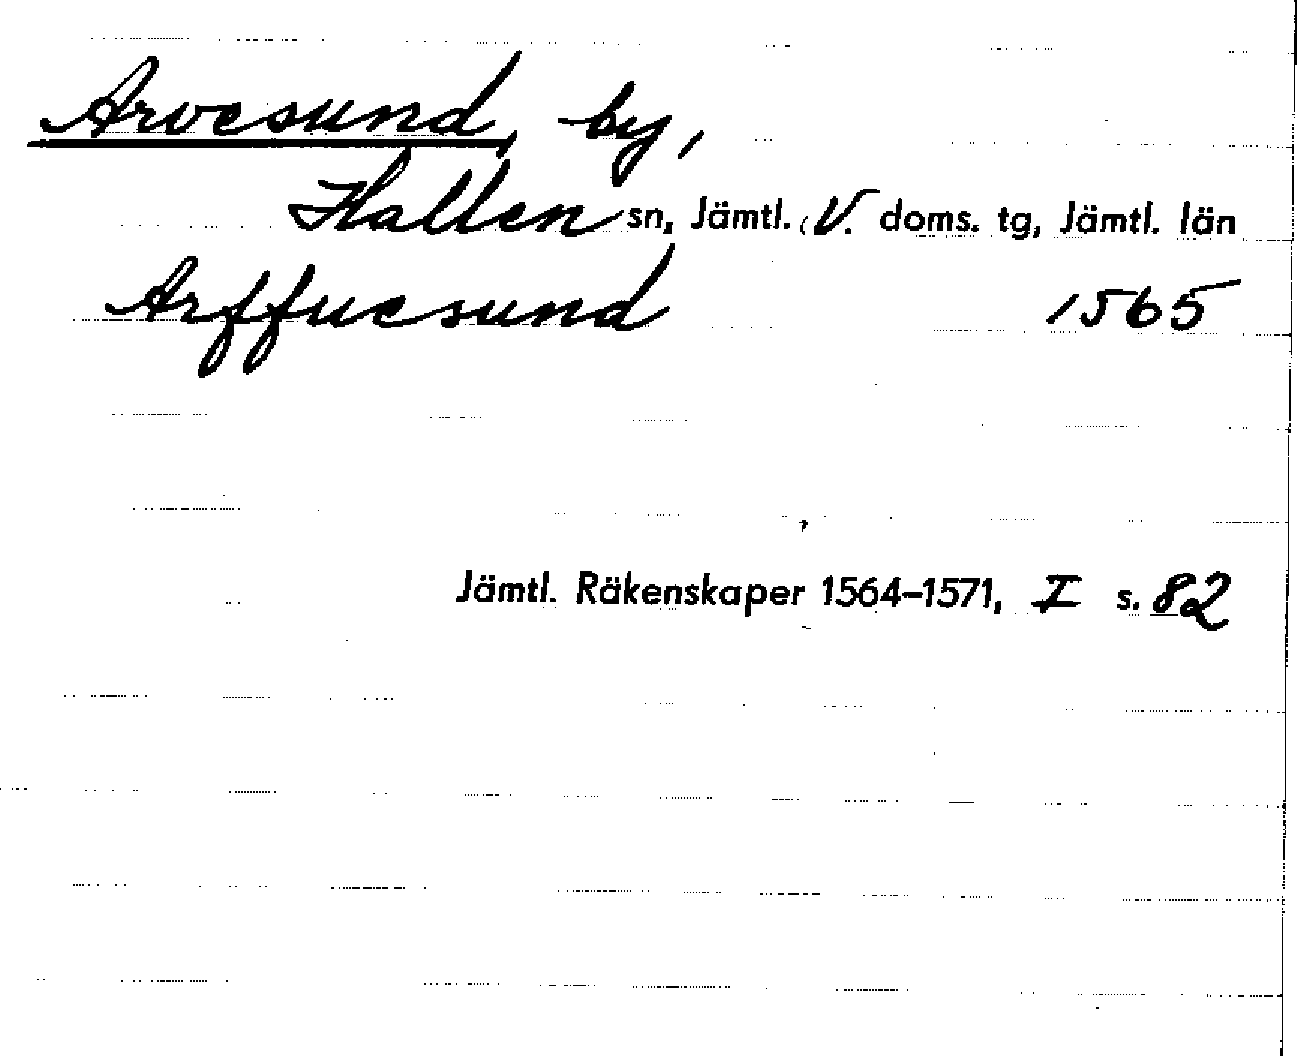 Arvesund, by,
Hallen sn, Jämtl. V. doms. tg, Jämtl. län
Arffuesund 1565
Jämtl. Räkenskaper 1564–1571, I s. 82